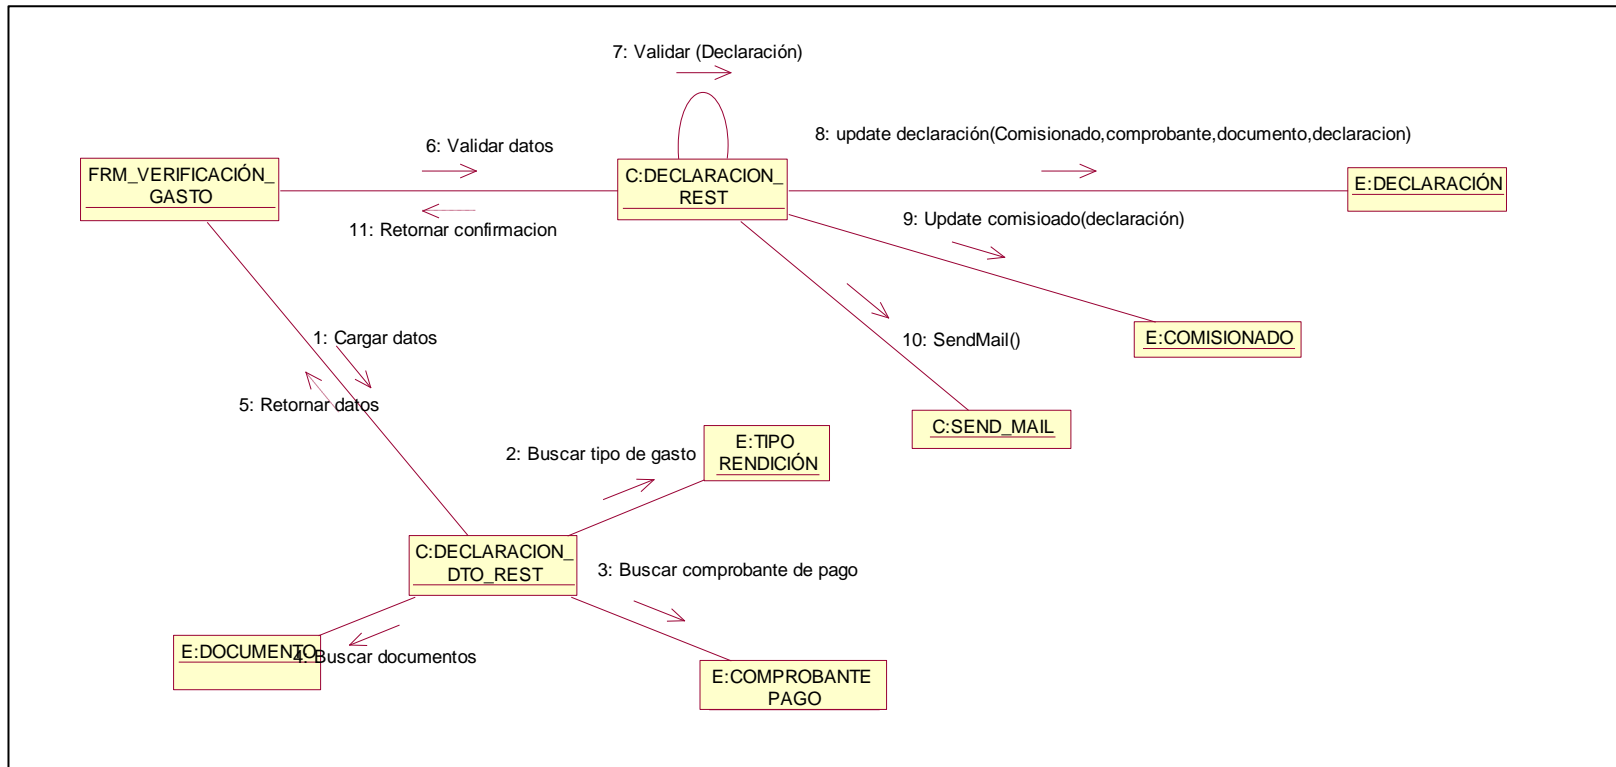 7: Validar (Declaración)
8: update declaración(Comisionado,comprobante,documento,declaracion)
6: Validar datos
FRM_VERIFICACIÓN_
GASTO
C:DECLARACION_
REST
E:DECLARACIÓN
11: Retornar confirmacion
9: Update comisioado(declaración)
1: Cargar datos
10: SendMail()
E:COMISIONADO
5: Retornar datos
C:SEND_MAIL
2: Buscar tipo de gasto
E:TIPO
RENDICIÓN
C:DECLARACION_
DTO_REST
3: Buscar comprobante de pago
E:DOCUMENTO
4: Buscar documentos
E:COMPROBANTE
PAGO